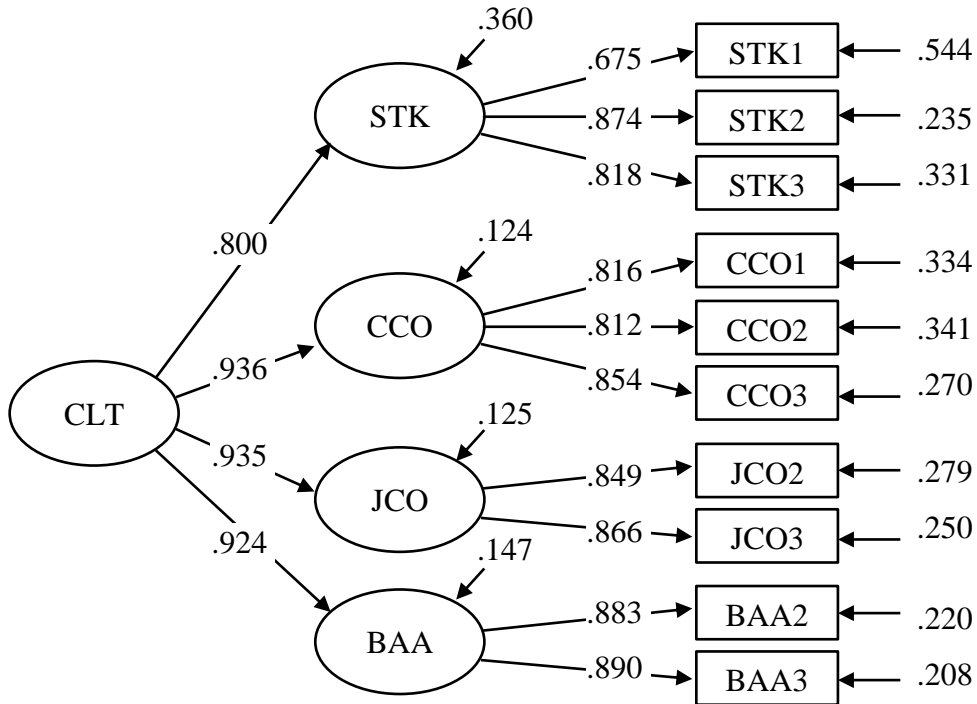 .360
.675
STK1
.544
STK
.874
STK2
.235
.818
STK3
.331
.800
.124
.816
CCO1
.334
CCO
.812
CCO2
.341
.936
.854
CCO3
.270
CLT
.125
.935
.849
JCO2
.279
JCO
.866
JCO3
.250
.924
.147
.883
BAA2
.220
BAA
.890
BAA3
.208